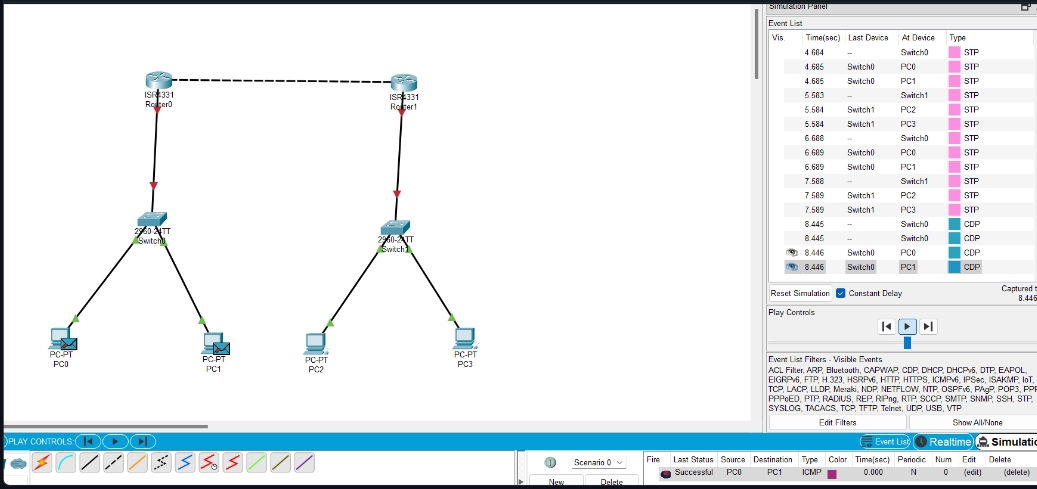 Simulation Panel
Event List
Vis. Time(sec) Last Device At Device Type
4.684 -- Switch0 STP
4.685 Switch0 PC0 STP
4.685 Switch0 PC1 STP
5.583 -- Switch1 STP
5.584 Switch1 PC2 STP
5.584 Switch1 PC3 STP
6.688 -- Switch0 STP
6.689 Switch0 PC0 STP
6.689 Switch0 PC1 STP
7.588 -- Switch1 STP
7.589 Switch1 PC2 STP
7.589 Switch1 PC3 STP
8.445 -- Switch0 CDP
8.445 -- Switch0 CDP
8.446 Switch0 PC0 CDP
8.446 Switch0 PC1 CDP
Reset Simulation Constant Delay
Captured t
8.446
Play Controls
Event List Filters - Visible Events
ACL Filter, ARP, Bluetooth, CAPWAP, CDP, DHCP, DHCPv6, DTP, EAPOL,
EIGRPv6, FTP, H.323, HSRPv6, HTTP, HTTPS, ICMPv6, IPSec, ISAKMP, IoT,
TCP, LACP, LLDP, Meraki, NDP, NETFLOW, NTP, OSPFv6, PAgP, POP3, PPP
PPPoED, PTP, RADIUS, REP, RIPng, RTP, SCCP, SMTP, SNMP, SSH, STP,
SYSLOG, TACACS, TCP, TFTP, Telnet, UDP, USB, VTP
Edit Filters Show All/None
ISR4331
Router0
ISR4331
Router1
2960-24TT
Switch0
2960-24TT
Switch1
PC-PT
PC0
PC-PT
PC1
PC-PT
PC2
PC-PT
PC3
PLAY CONTROLS:
Event List Realtime Simulatio
Scenario 0
New Delete
Fire Last Status Source Destination Type Color Time(sec) Periodic Num Edit Delete
Successful PC0 PC1 ICMP 0.000 N 0 (edit) (delete)